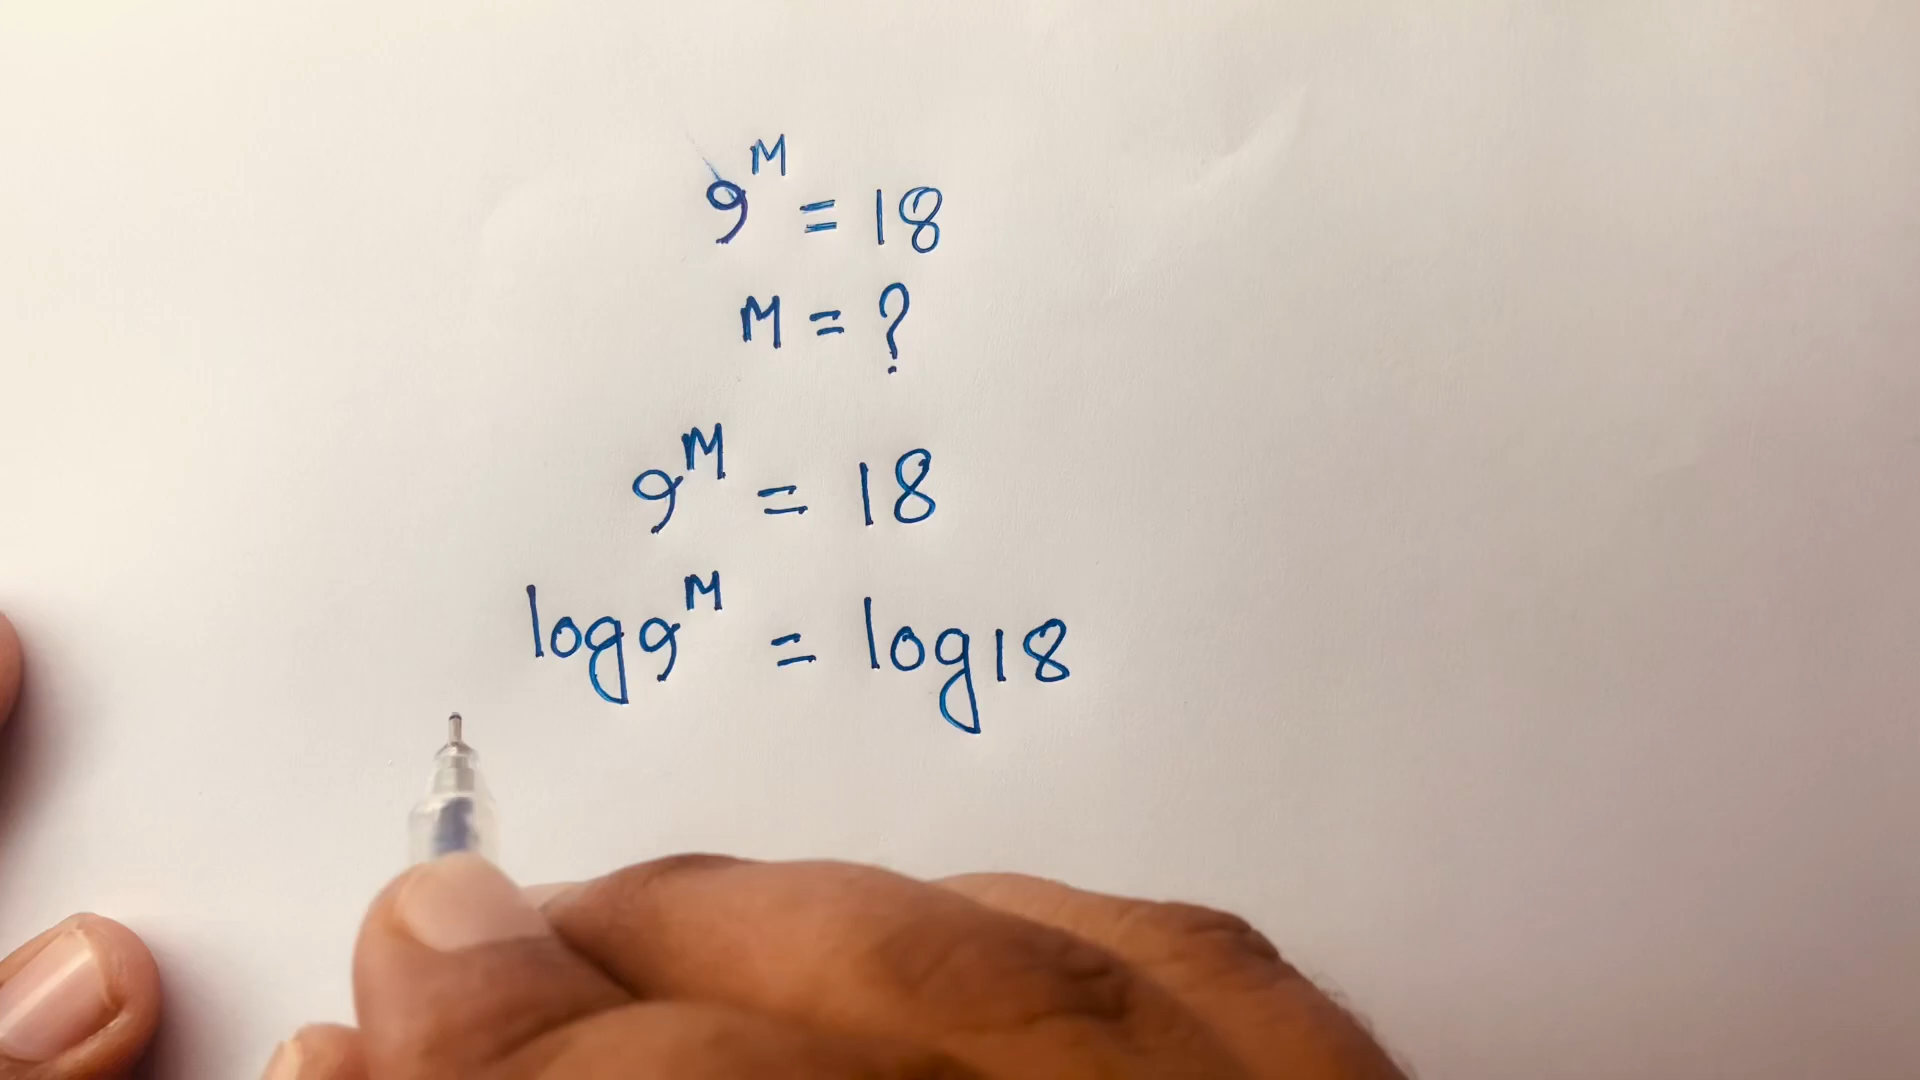 9^M = 18
M = ?
9^M = 18
log9^M = log18